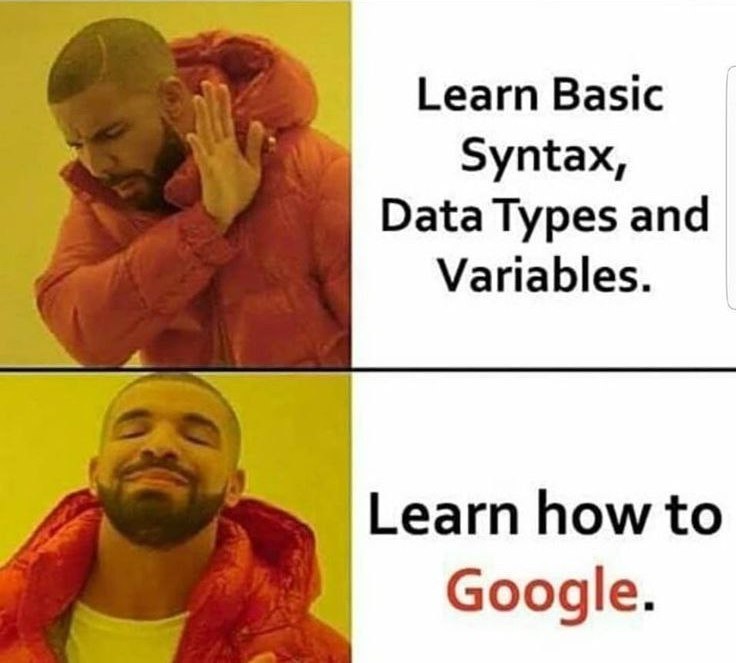 Learn Basic
Syntax,
Data Types and
Variables.
Learn how to
Google.